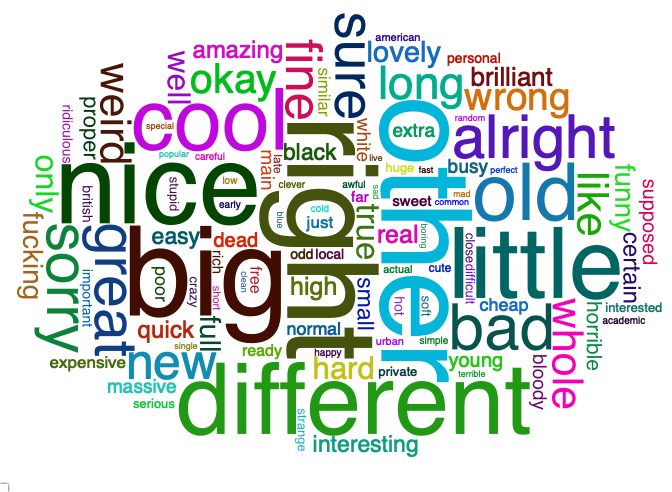 american
sure
lovely
amazing
fine
personal
well
okay
similar
long
brilliant
weird
wrong
proper
cool
special
ridiculous
popular
careful
right
black
white
extra
other
random
alright
late
main
live
huge
fast
busy
perfect
only
nice
stupid
low
early
british
clever
awful
far
sad
sweet
common
mad
old
like
funny
supposed
blue
cold
just
true
real
boring
fucking
sorry
great
easy
dead
big
poor
rich
free
clean
crazy
short
important
odd
local
high
small
actual
cute
closed
difficult
little
certain
hot
soft
cheap
interested
academic
quick
full
single
normal
urban
simple
bad
whole
horrible
expensive
new
ready
happy
hard
private
young
terrible
bloody
massive
serious
different
strange
interesting